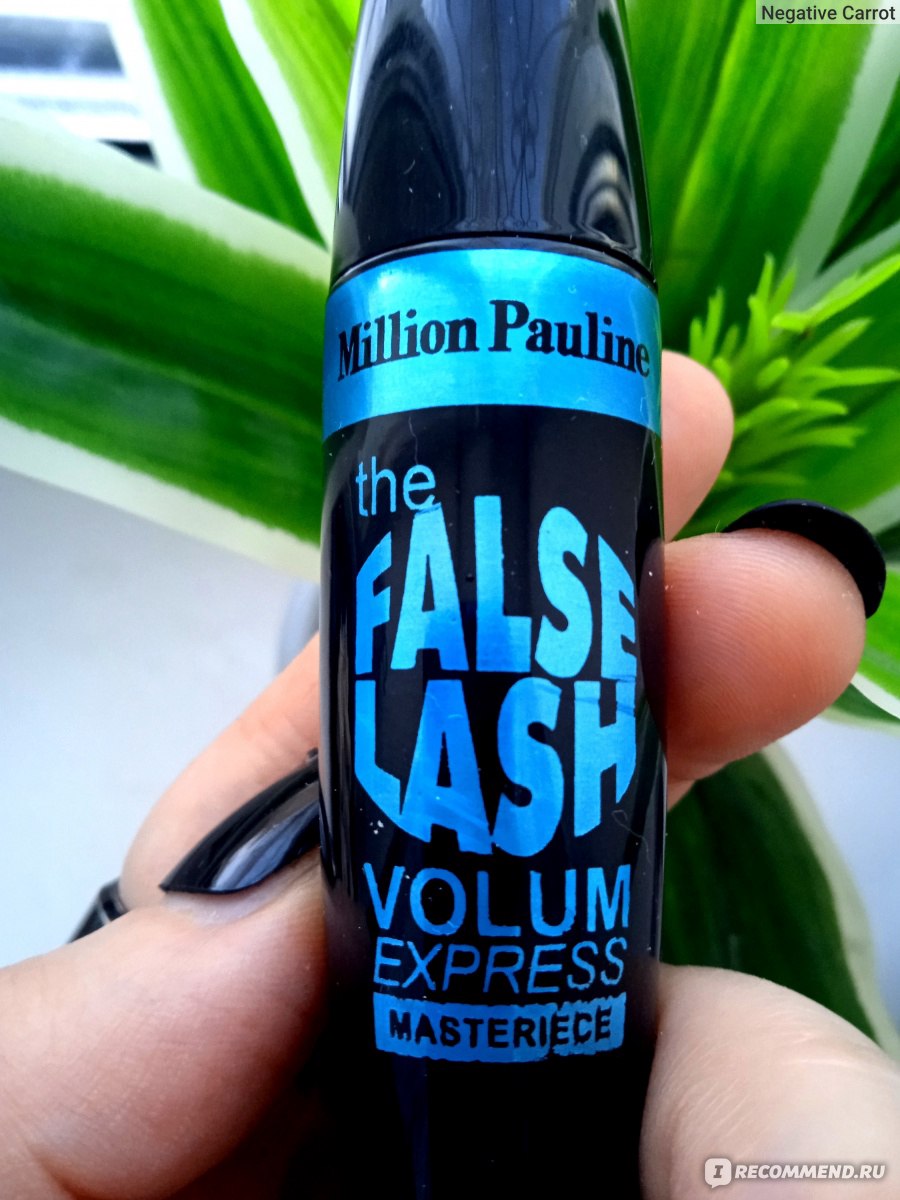 Negative Carrot
Million Pauline
the
FALSE
LASH
VOLUM
EXPRESS
MASTERIECE
I RECOMMEND.RU